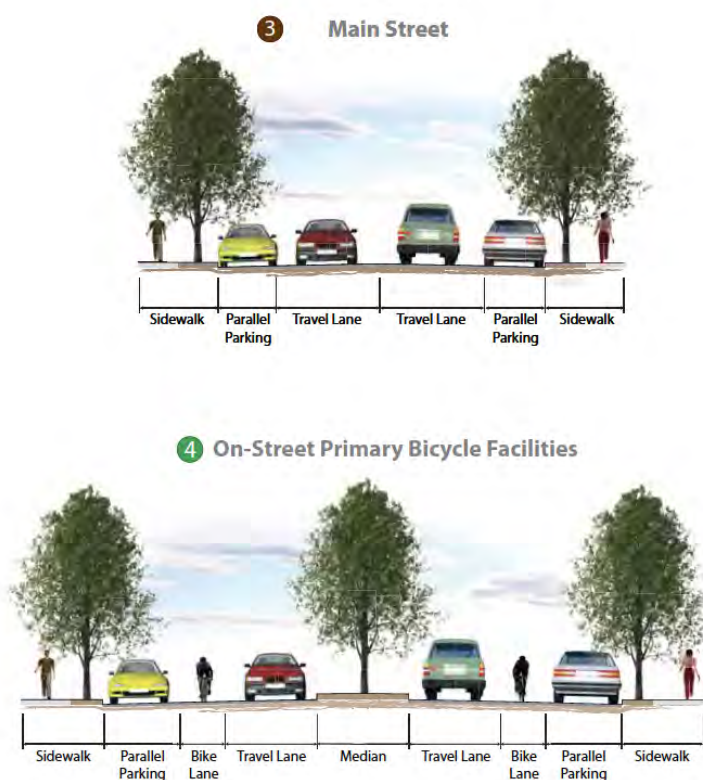 3 Main Street
Sidewalk Parallel Parking Travel Lane Travel Lane Parallel Parking Sidewalk
4 On-Street Primary Bicycle Facilities
Sidewalk Parallel Parking Bike Lane Travel Lane Median Travel Lane Bike Lane Parallel Parking Sidewalk